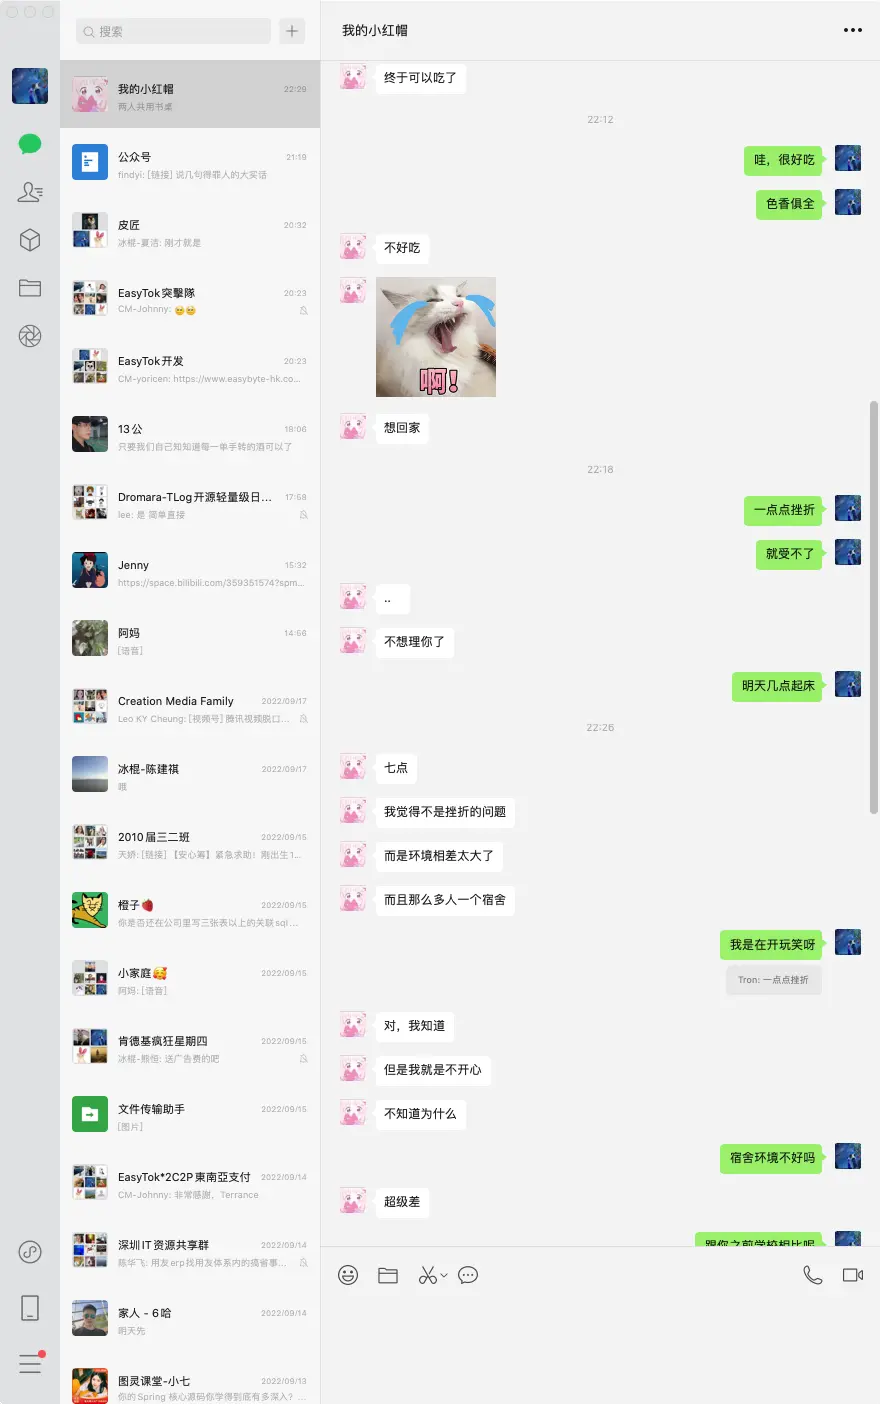 搜索
我的小红帽
22:29
两人共用书桌
公众号
21:19
findyi: [链接] 说几句得罪人的大实话
皮匠
20:32
冰棍-夏洁: 刚才就是
EasyTok突擊隊
20:23
CM-Johnny: 😊😊
EasyTok开发
20:23
CM-yoricen: https://www.easybyte-hk.co...
13公
19:06
只要我们自己知知道每一单手转的酒可以了
Dromara-TLog开源轻量级日...
17:58
lee: 是 简单直接
Jenny
15:32
https://space.bilibili.com/359351574?spm...
阿妈
14:56
[语音]
Creation Media Family
2022/09/17
Leo KY Cheung: [视频号] 腾讯视频脱口...
冰棍-陈建祺
2022/09/17
哦
2010届三二班
2022/09/15
天娇: [链接] 【安心筹】紧急求助！刚出生1...
橙子🍓
2022/09/15
你是否还在公司里写三张表以上的关联sql...
小家庭🥰
2022/09/15
阿妈: [语音]
肯德基疯狂星期四
2022/09/15
冰棍-熊恒: 送广告费的吧
文件传输助手
2022/09/15
[图片]
EasyTok*2C2P東南亞支付
2022/09/14
CM-Johnny: 非常感謝，Terrance
深圳IT资源共享群
2022/09/14
陈华飞: 用友erp找用友体系内的搞省事...
家人 - 6哈
2022/09/14
明天先
图灵课堂-小七
2022/09/13
你的Spring 核心源码你学得到底有多深入？...
我的小红帽
终于可以吃了
22:12
哇，很好吃
色香俱全
不好吃
啊!
想回家
22:18
一点点挫折
就受不了
..
不想理你了
明天几点起床
22:26
七点
我觉得不是挫折的问题
而是环境相差太大了
而且那么多人一个宿舍
我是在开玩笑呀
Tron: 一点点挫折
对，我知道
但是我就是不开心
不知道为什么
宿舍环境不好吗
超级差
跟你之前学校相比呢